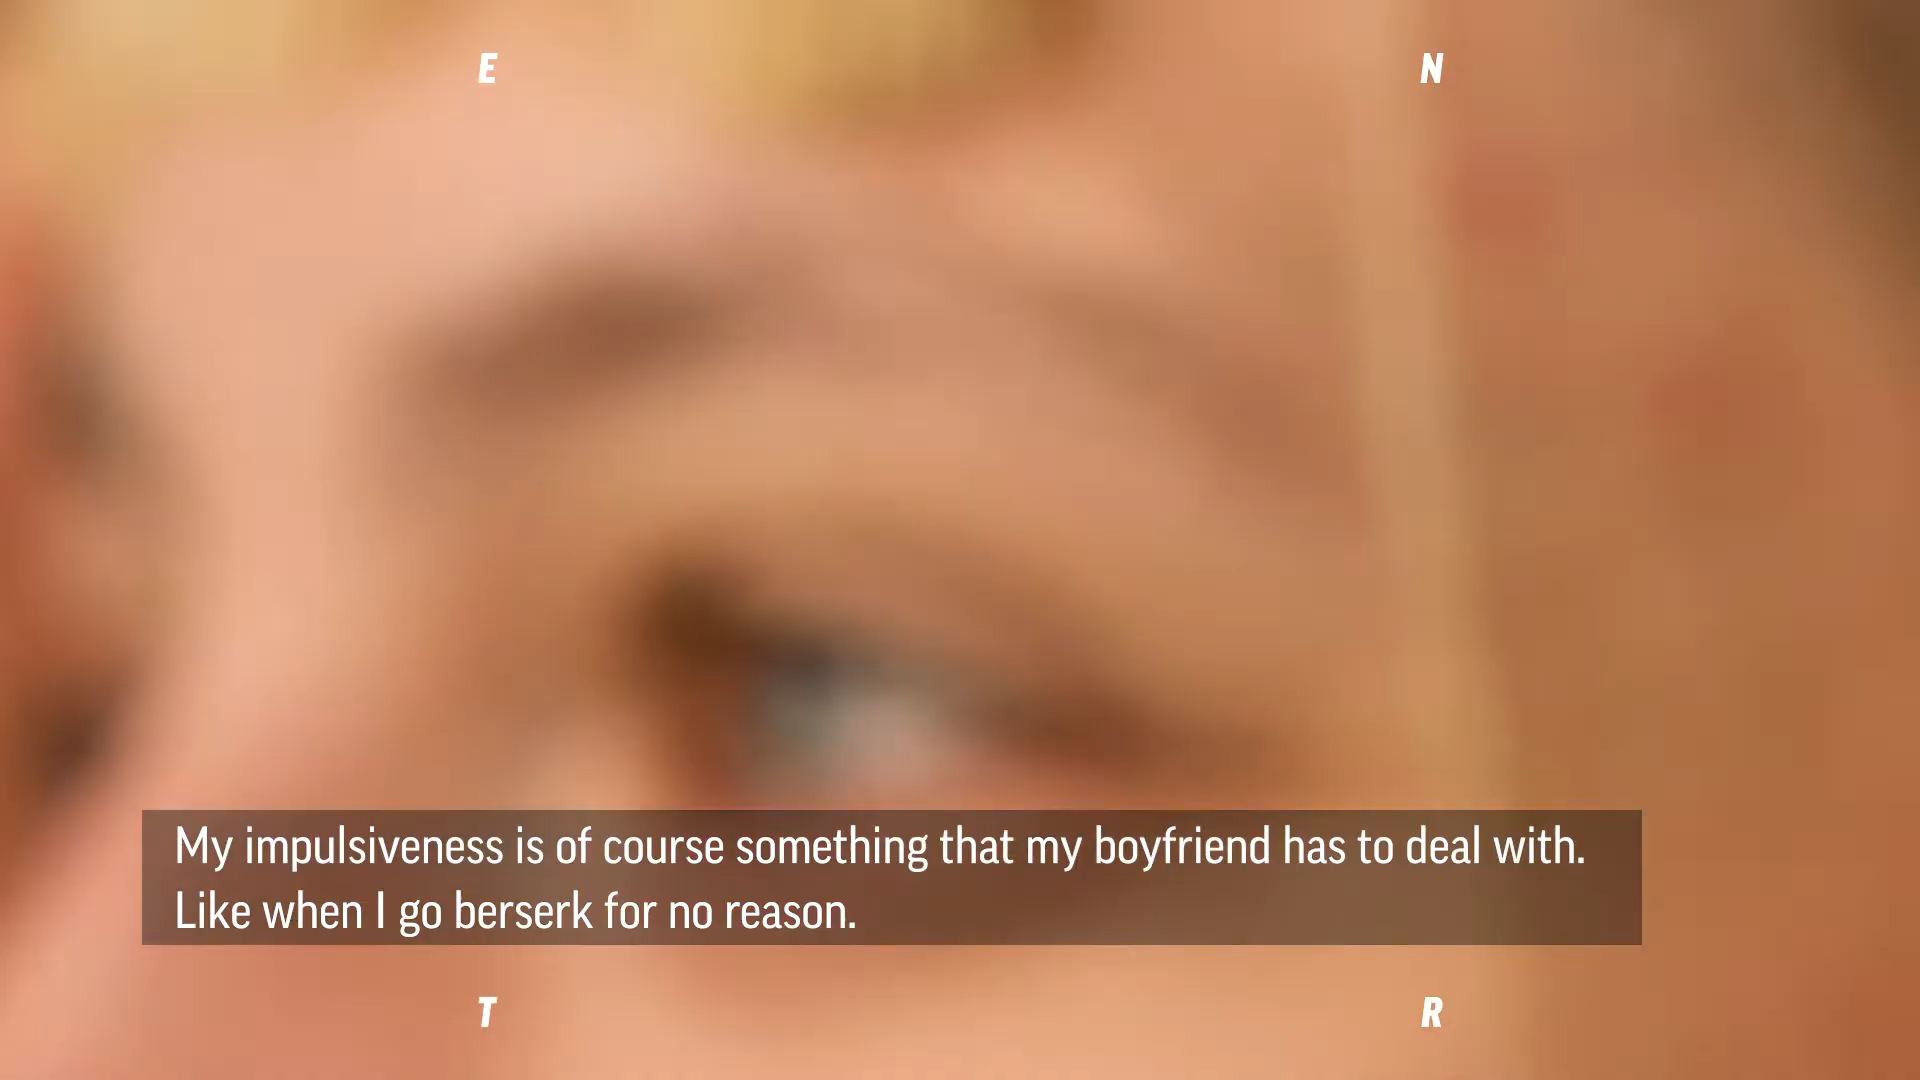 E N
My impulsiveness is of course something that my boyfriend has to deal with.
Like when I go berserk for no reason.
T R